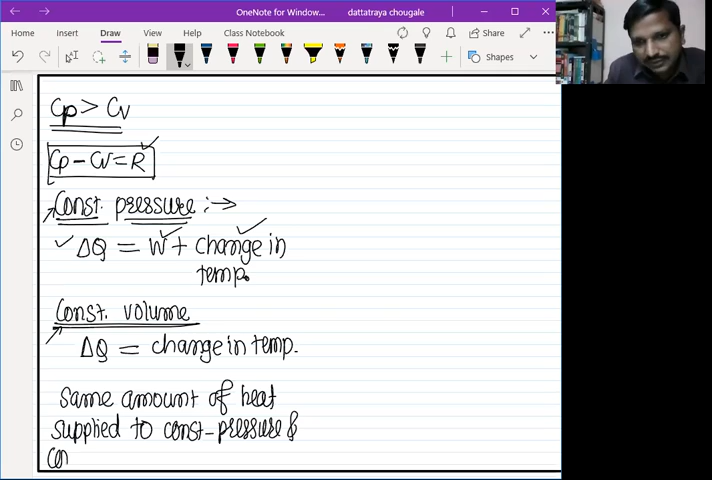 OneNote for Window...
dattatraya chougale
Home Insert Draw View Help Class Notebook Share
Shapes
Cp > Cv
Cp - Cv = R
Const. pressure :->
ΔQ = W + change in
temp.
Const. volume
ΔQ = change in temp.
Same amount of heat
supplied to const-pressure &
con